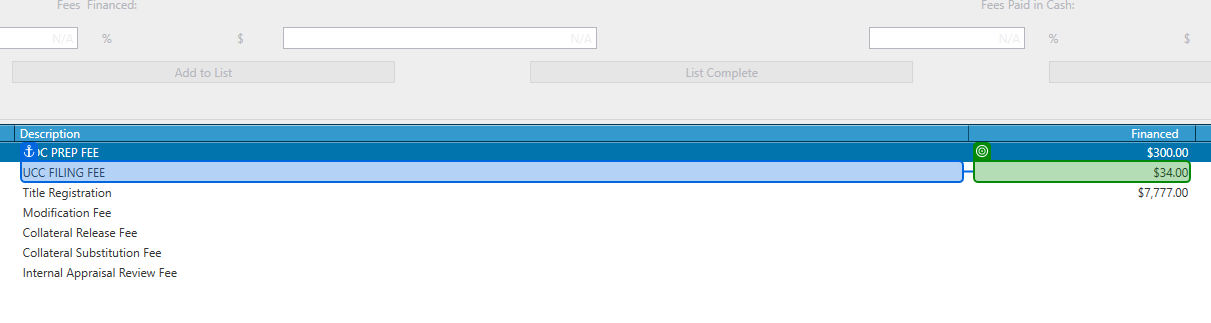 Fees Financed: Fees Paid in Cash:
N/A % $ N/A N/A % $
Add to List List Complete
Description Financed
C PREP FEE $300.00
UCC FILING FEE $34.00
Title Registration $7,777.00
Modification Fee
Collateral Release Fee
Collateral Substitution Fee
Internal Appraisal Review Fee